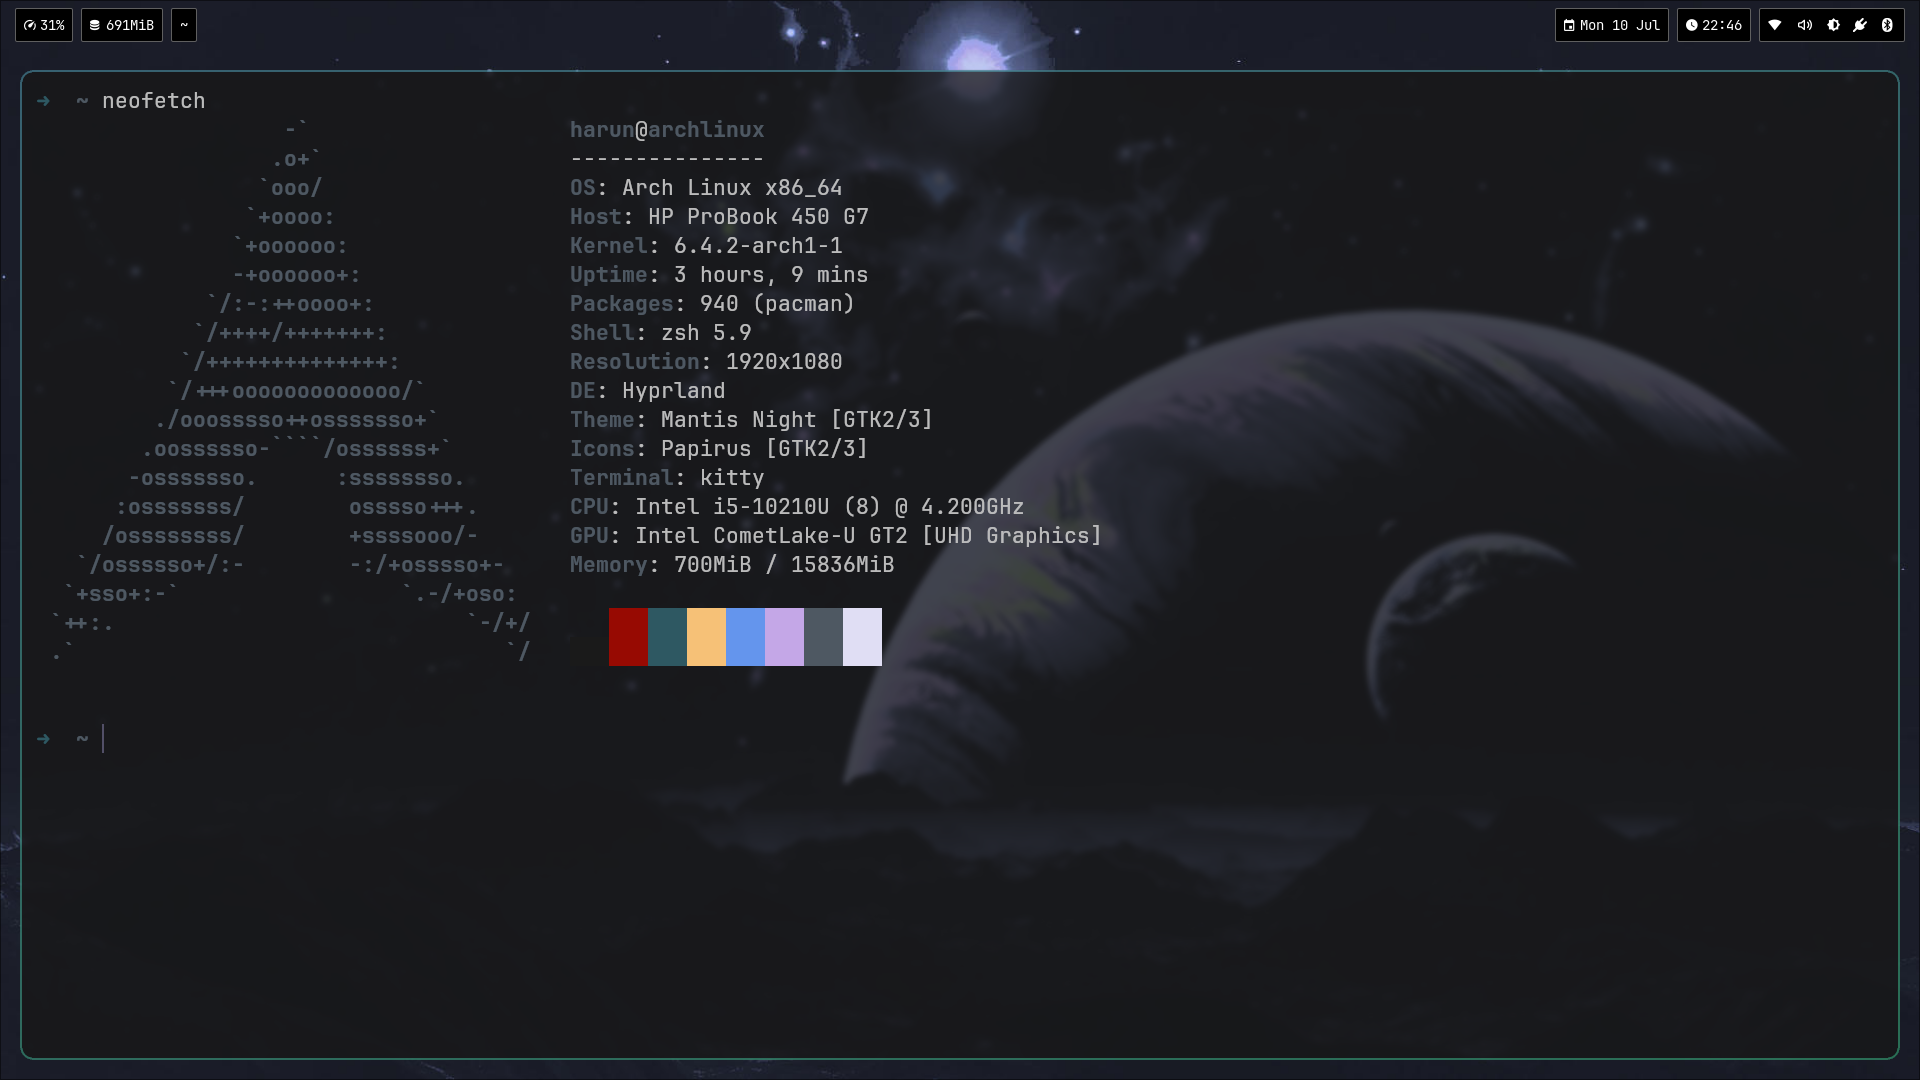 31% 691MiB ~ Mon 10 Jul 22:46
→ ~ neofetch
-`
.o+`
`ooo/
`+oooo:
`+oooooo:
-+oooooo+:
`/:-:++oooo+:
`/++++/+++++++:
`/++++++++++++++:
`/+++ooooooooooooo/`
./ooosssso++osssssso+`
.oossssso-````/ossssss+`
-osssssso. :ssssssso.
:osssssss/ osssso+++.
/ossssssss/ +ssssooo/-
`/ossssso+/:- -:/+osssso+-
`+sso+:-` `.-/+oso:
`++:. `-/+/
.` `/
harun@archlinux
---------------
OS: Arch Linux x86_64
Host: HP ProBook 450 G7
Kernel: 6.4.2-arch1-1
Uptime: 3 hours, 9 mins
Packages: 940 (pacman)
Shell: zsh 5.9
Resolution: 1920x1080
DE: Hyprland
Theme: Mantis Night [GTK2/3]
Icons: Papirus [GTK2/3]
Terminal: kitty
CPU: Intel i5-10210U (8) @ 4.200GHz
GPU: Intel CometLake-U GT2 [UHD Graphics]
Memory: 700MiB / 15836MiB
→ ~